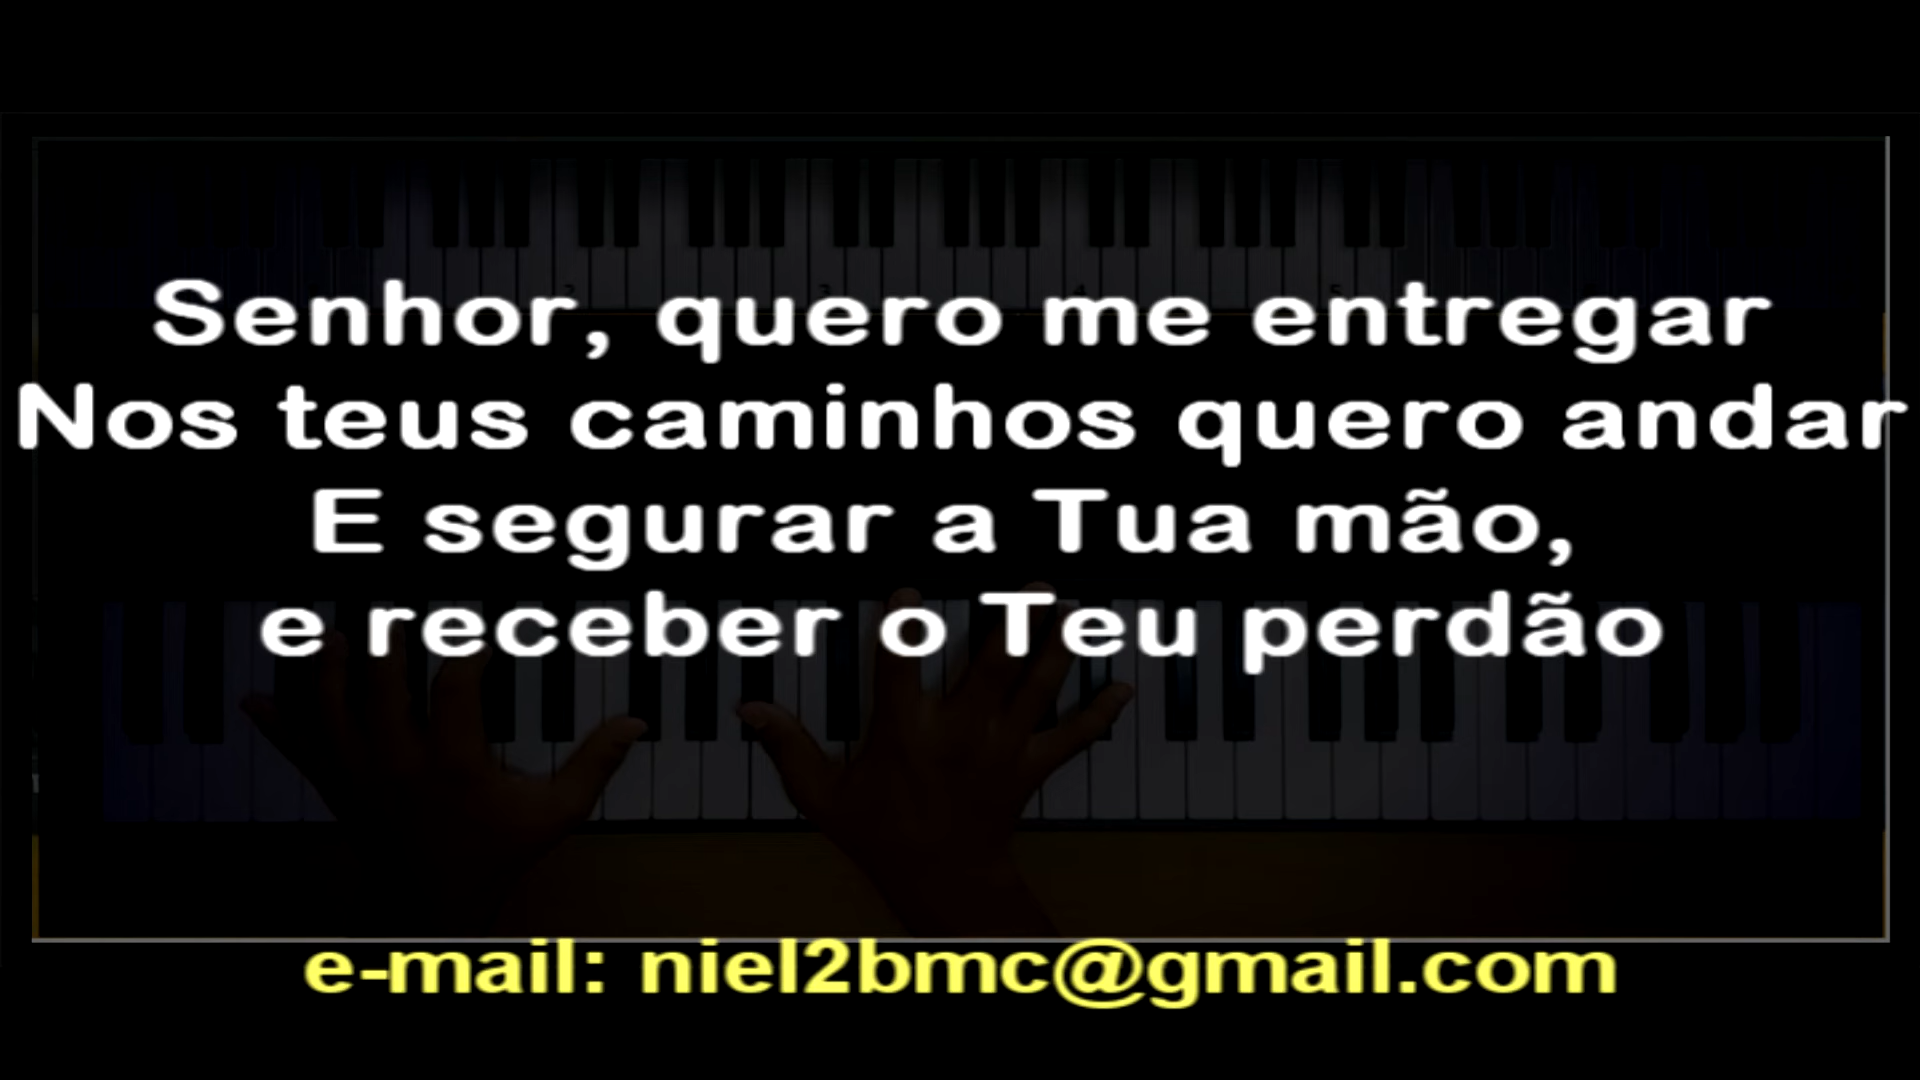 Senhor, quero me entregar
Nos teus caminhos quero andar
E segurar a Tua mão,
e receber o Teu perdão
e-mail: niel2bmc@gmail.com